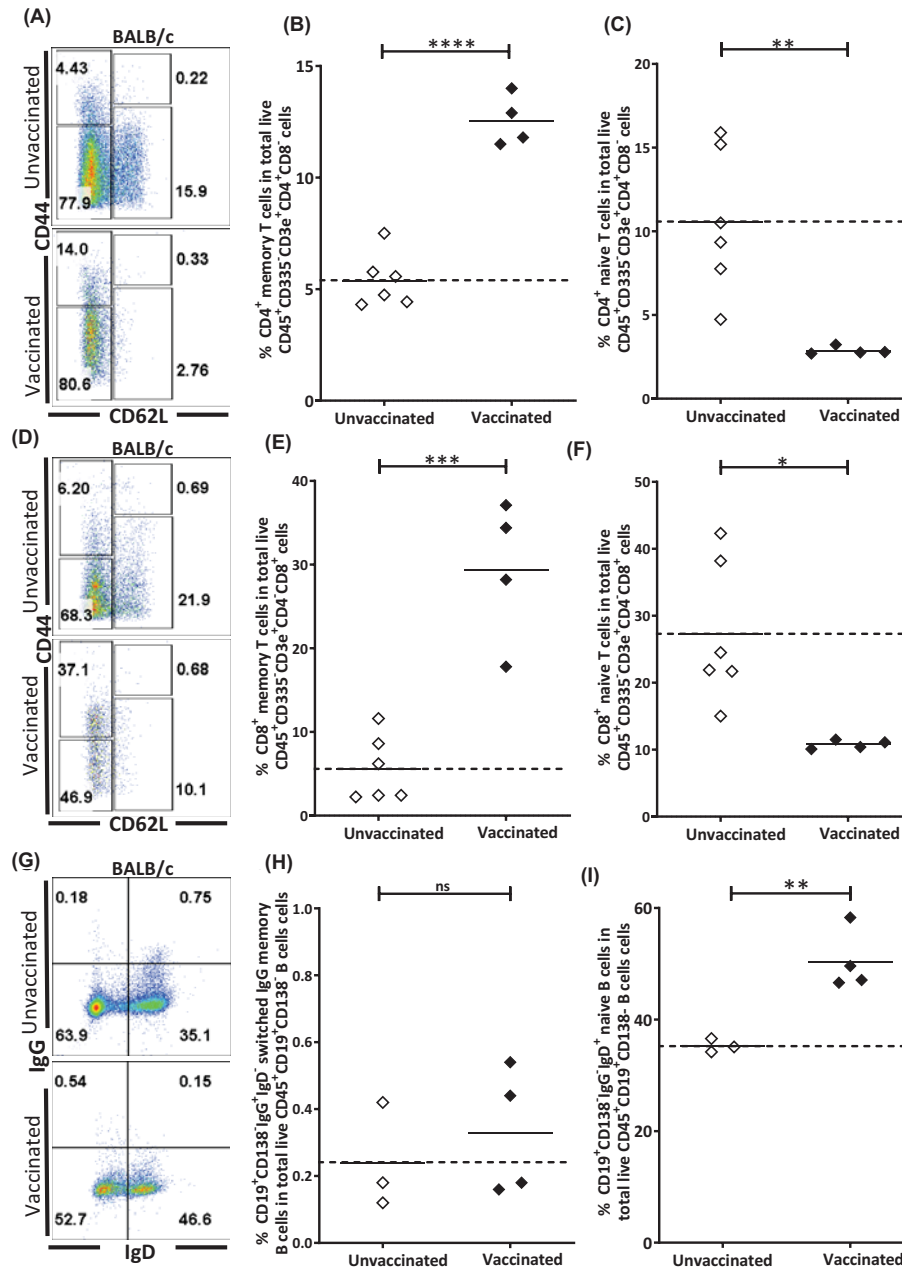 (A)
BALB/c
Unvaccinated
Vaccinated
CD44
4.43
0.22
77.9
15.9
14.0
0.33
80.6
2.76
CD62L
(B)
****
% CD4⁺ memory T cells in total live
CD45⁺CD335⁻CD3e⁺CD4⁺CD8⁻ cells
15
10
5
0
Unvaccinated
Vaccinated
(C)
**
% CD4⁺ naive T cells in total live
CD45⁺CD335⁻CD3e⁺CD4⁺CD8⁻ cells
20
15
10
5
0
Unvaccinated
Vaccinated
(D)
BALB/c
Unvaccinated
Vaccinated
CD44
6.20
0.69
68.3
21.9
37.1
0.68
46.9
10.1
CD62L
(E)
***
% CD8⁺ memory T cells in total live
CD45⁺CD335⁻CD3e⁺CD4⁻CD8⁺ cells
40
30
20
10
0
Unvaccinated
Vaccinated
(F)
*
% CD8⁺ naive T cells in total live
CD45⁺CD335⁻CD3e⁺CD4⁻CD8⁺ cells
50
40
30
20
10
0
Unvaccinated
Vaccinated
(G)
BALB/c
Unvaccinated
Vaccinated
IgG
0.18
0.75
63.9
35.1
0.54
0.15
52.7
46.6
IgD
(H)
ns
% CD19⁺CD138⁻IgG⁺IgD⁻ switched IgG memory
B cells in total live CD45⁺CD19⁺CD138⁻ B cells cells
1.0
0.8
0.6
0.4
0.2
0.0
Unvaccinated
Vaccinated
(I)
**
% CD19⁺CD138⁻IgG⁻IgD⁺ naive B cells in
total live CD45⁺CD19⁺CD138- B cells cells
60
40
20
0
Unvaccinated
Vaccinated